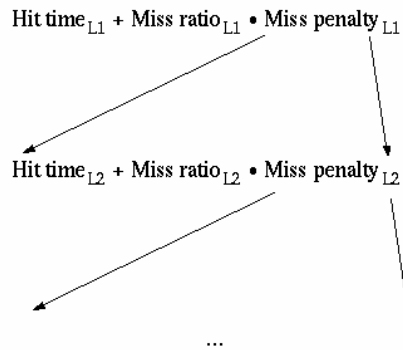 Hit time L1 + Miss ratio L1 • Miss penalty L1
Hit time L2 + Miss ratio L2 • Miss penalty L2
...